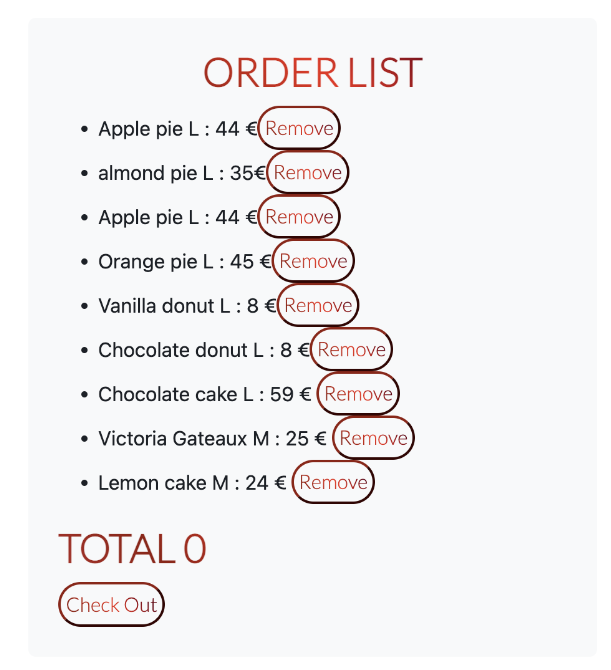 ORDER LIST
• Apple pie L : 44 € Remove
• almond pie L : 35€ Remove
• Apple pie L : 44 € Remove
• Orange pie L : 45 € Remove
• Vanilla donut L : 8 € Remove
• Chocolate donut L : 8 € Remove
• Chocolate cake L : 59 € Remove
• Victoria Gateaux M : 25 € Remove
• Lemon cake M : 24 € Remove
TOTAL 0
Check Out